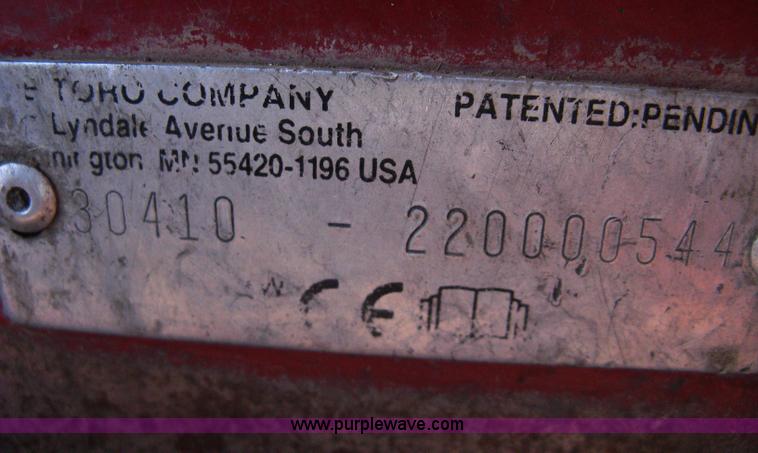 TORO COMPANY
Lyndale Avenue South
MN 55420-1196 USA
PATENTED:PENDIN
30410 - 220000544
CE
www.purplewave.com